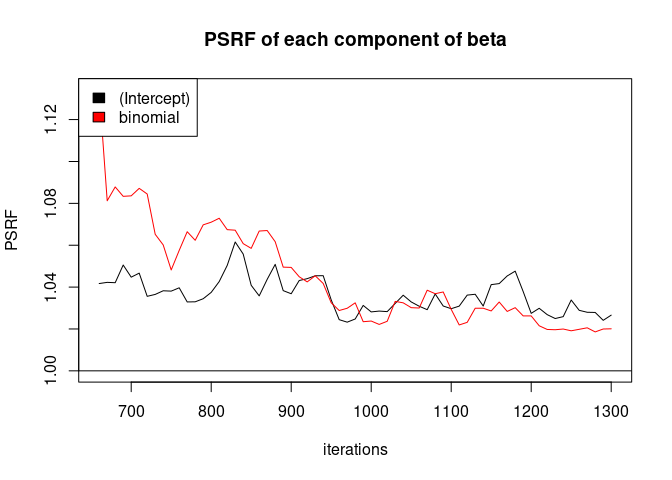 PSRF of each component of beta
(Intercept)
binomial
PSRF
1.12
1.08
1.04
1.00
700 800 900 1000 1100 1200 1300
iterations